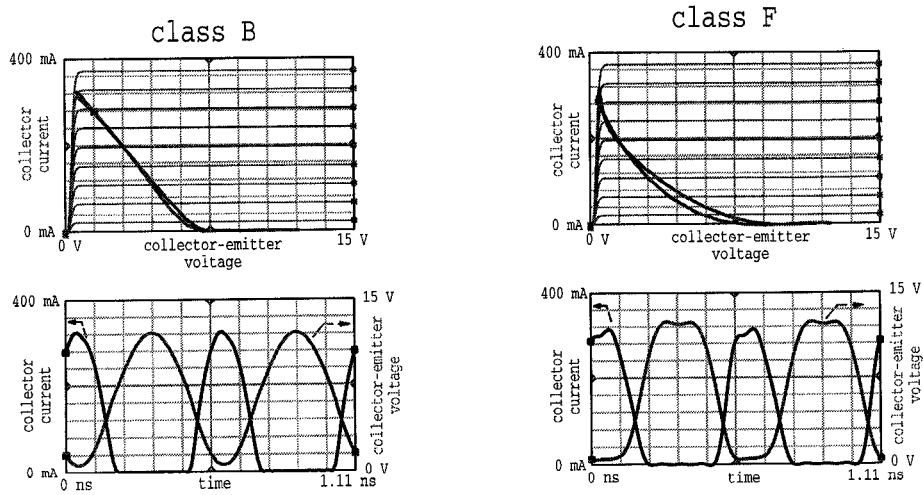 class B
400 mA
collector
current
0 mA
0 V
collector-emitter
voltage
15 V
class F
400 mA
collector
current
0 mA
0 V
collector-emitter
voltage
15 V
400 mA
collector
current
0 mA
0 ns
time
1.11 ns
15 V
collector-emitter
voltage
0 V
400 mA
collector
current
0 mA
0 ns
time
1.11 ns
15 V
collector-emitter
voltage
0 V